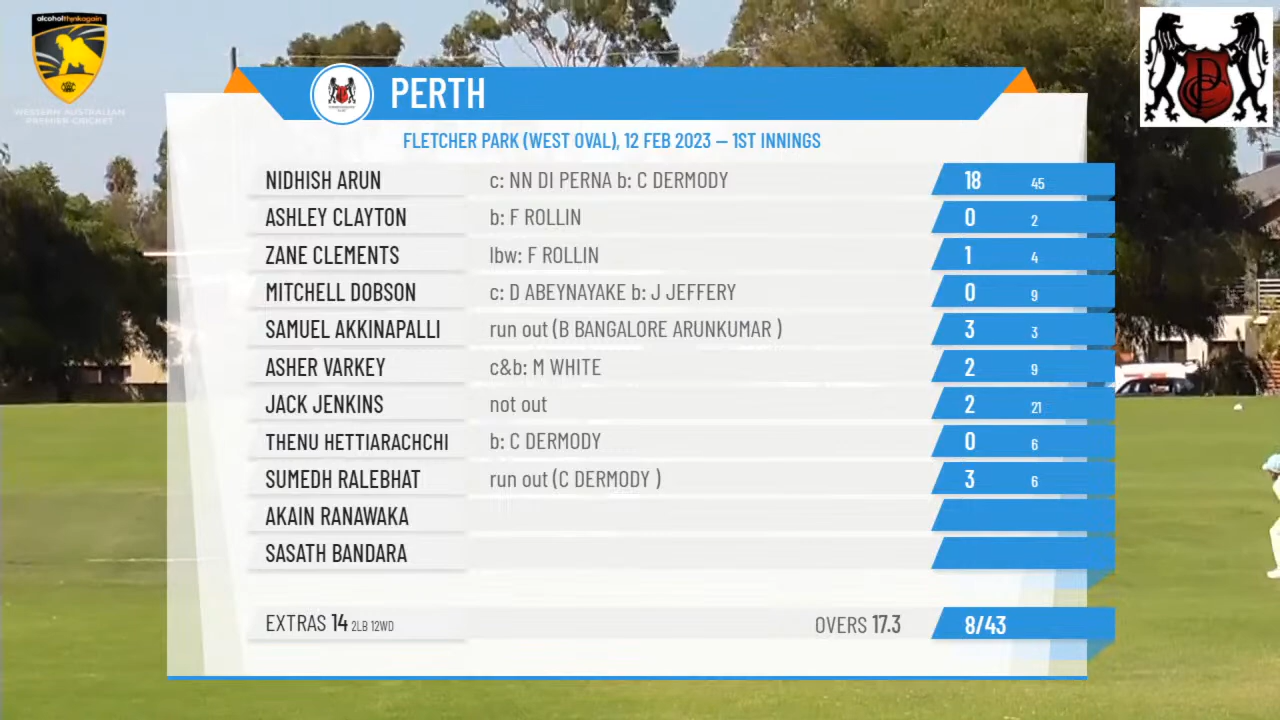 alcoholthinkagain
WESTERN AUSTRALIAN
PREMIER CRICKET
PERTH
FLETCHER PARK (WEST OVAL), 12 FEB 2023 – 1ST INNINGS
NIDHISH ARUN c: NN DI PERNA b: C DERMODY 18 45
ASHLEY CLAYTON b: F ROLLIN 0 2
ZANE CLEMENTS lbw: F ROLLIN 1 4
MITCHELL DOBSON c: D ABEYNAYAKE b: J JEFFERY 0 9
SAMUEL AKKINAPALLI run out (B BANGALORE ARUNKUMAR ) 3 3
ASHER VARKEY c&b: M WHITE 2 9
JACK JENKINS not out 2 21
THENU HETTIARACHCHI b: C DERMODY 0 6
SUMEDH RALEBHAT run out (C DERMODY ) 3 6
AKAIN RANAWAKA
SASATH BANDARA
EXTRAS 14 2LB 12WD OVERS 17.3 8/43